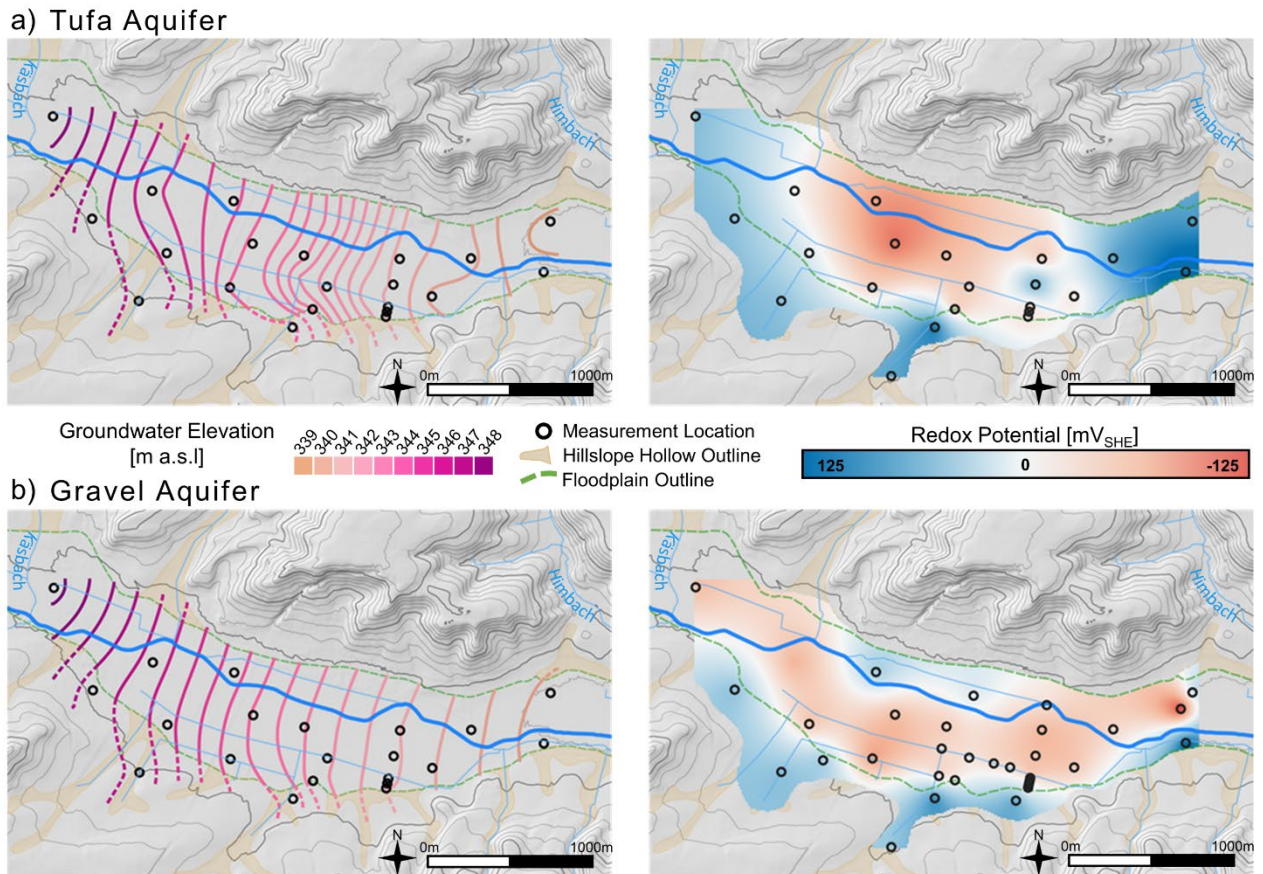 a) Tufa Aquifer
Käsbach
Himbach
N
0m 1000m
Käsbach
Himbach
N
0m 1000m
Groundwater Elevation
[m a.s.l]
339 340 341 342 343 344 345 346 347 348
Measurement Location
Hillslope Hollow Outline
Floodplain Outline
Redox Potential [mVSHE]
125 0 -125
b) Gravel Aquifer
Käsbach
Himbach
N
0m 1000m
Käsbach
Himbach
N
0m 1000m